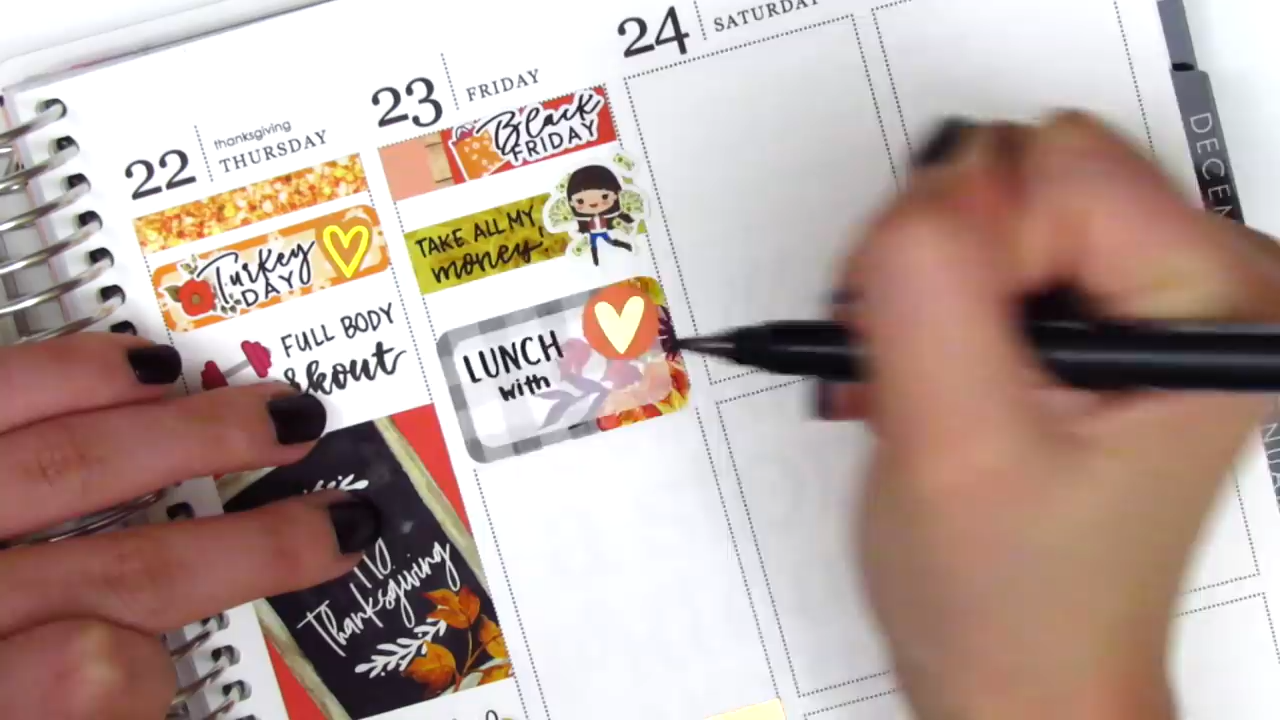 22
thanksgiving
THURSDAY
Turkey
DAY
FULL BODY
Thanksgiving
23
FRIDAY
Black
FRIDAY
TAKE ALL MY
money!
LUNCH
with
24
SATURDAY